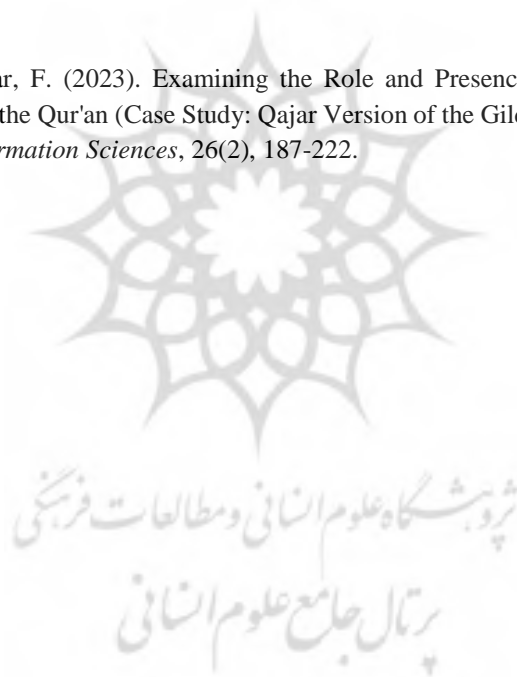 ar, F. (2023). Examining the Role and Presenc
the Qur'an (Case Study: Qajar Version of the Gild
rmation Sciences, 26(2), 187-222.
پژوهشگاه علوم انسانی و مطالعات فرهنگی
پرتال جامع علوم انسانی